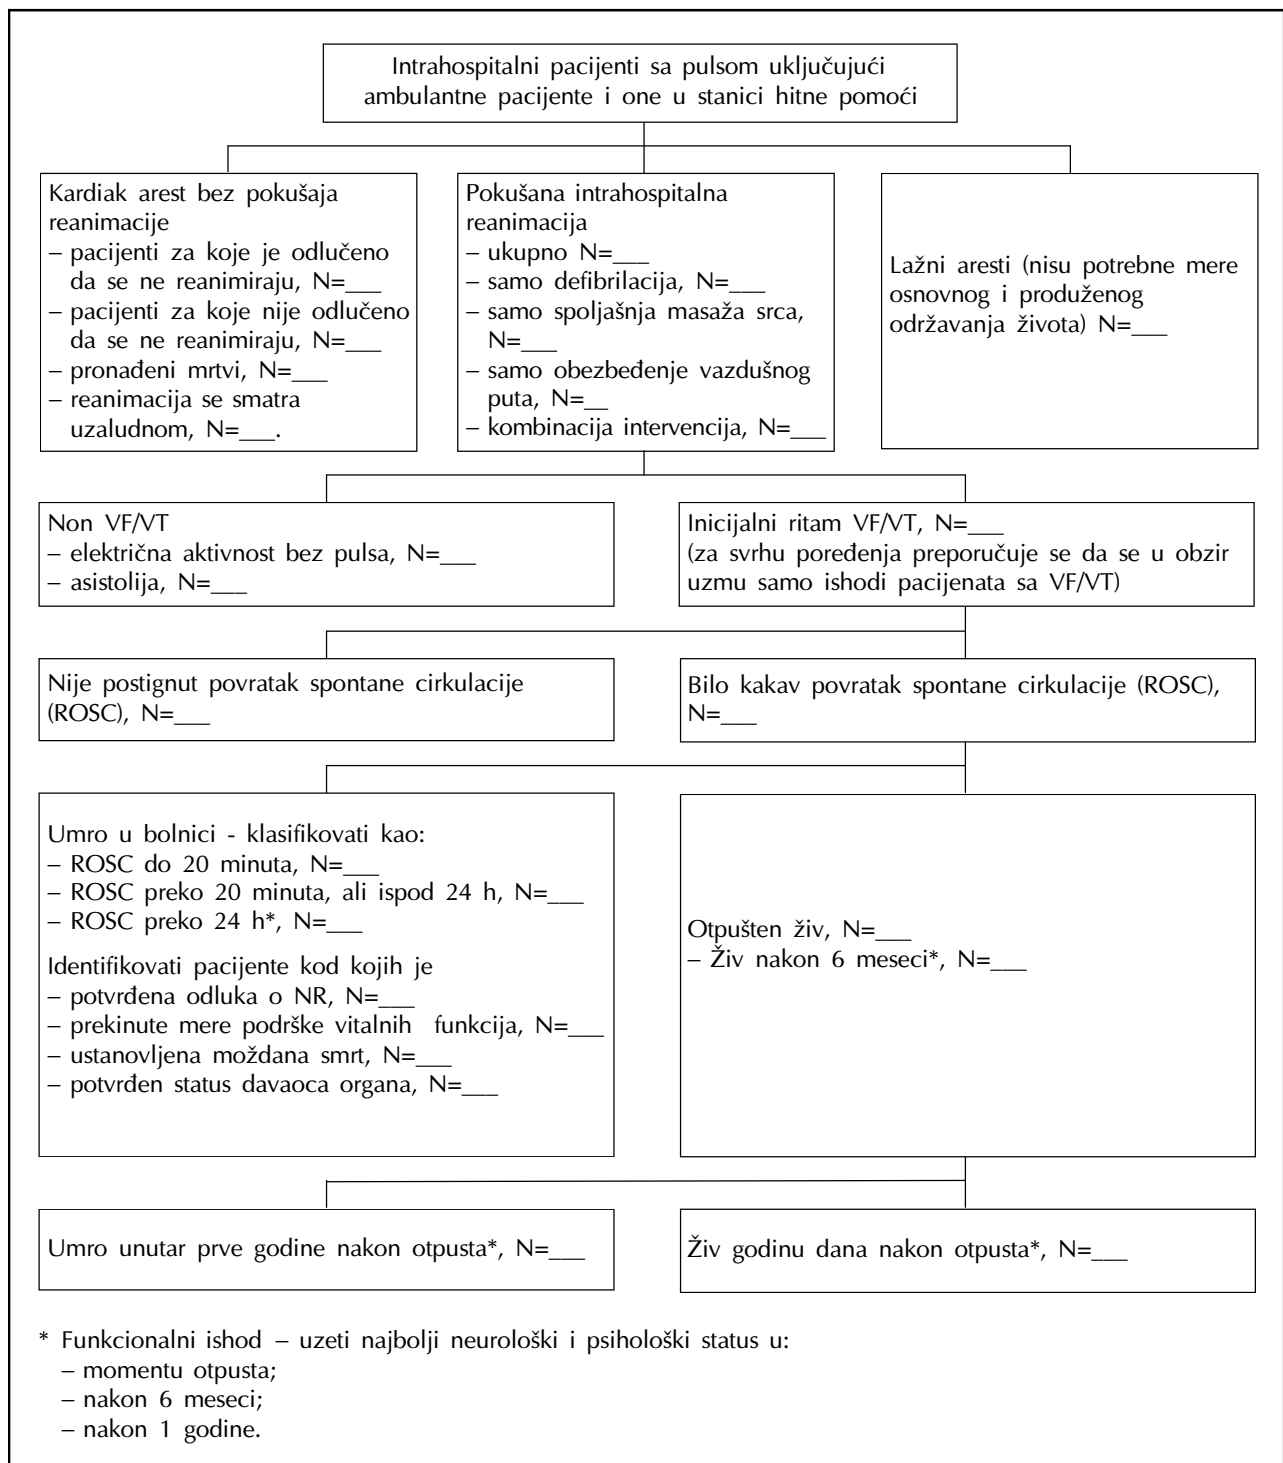 Intrahospitalni pacijenti sa pulsom uključujući
ambulantne pacijente i one u stanici hitne pomoći
Kardiak arest bez pokušaja
reanimacije
– pacijenti za koje je odlučeno
da se ne reanimiraju, N=___
– pacijenti za koje nije odlučeno
da se ne reanimiraju, N=___
– pronađeni mrtvi, N=___
– reanimacija se smatra
uzaludnom, N=___.
Pokušana intrahospitalna
reanimacija
– ukupno N=___
– samo defibrilacija, N=___
– samo spoljašnja masaža srca,
N=___
– samo obezbeđenje vazdušnog
puta, N=__
– kombinacija intervencija, N=___
Lažni aresti (nisu potrebne mere
osnovnog i produženog
održavanja života) N=___
Non VF/VT
– električna aktivnost bez pulsa, N=___
– asistolija, N=___
Inicijalni ritam VF/VT, N=___
(za svrhu poređenja preporučuje se da se u obzir
uzmu samo ishodi pacijenata sa VF/VT)
Nije postignut povratak spontane cirkulacije
(ROSC), N=___
Bilo kakav povratak spontane cirkulacije (ROSC),
N=___
Umro u bolnici - klasifikovati kao:
– ROSC do 20 minuta, N=___
– ROSC preko 20 minuta, ali ispod 24 h, N=___
– ROSC preko 24 h*, N=___
Identifikovati pacijente kod kojih je
– potvrđena odluka o NR, N=___
– prekinute mere podrške vitalnih funkcija, N=___
– ustanovljena moždana smrt, N=___
– potvrđen status davaoca organa, N=___
Otpušten živ, N=___
– Živ nakon 6 meseci*, N=___
Umro unutar prve godine nakon otpusta*, N=___
Živ godinu dana nakon otpusta*, N=___
* Funkcionalni ishod – uzeti najbolji neurološki i psihološki status u:
– momentu otpusta;
– nakon 6 meseci;
– nakon 1 godine.